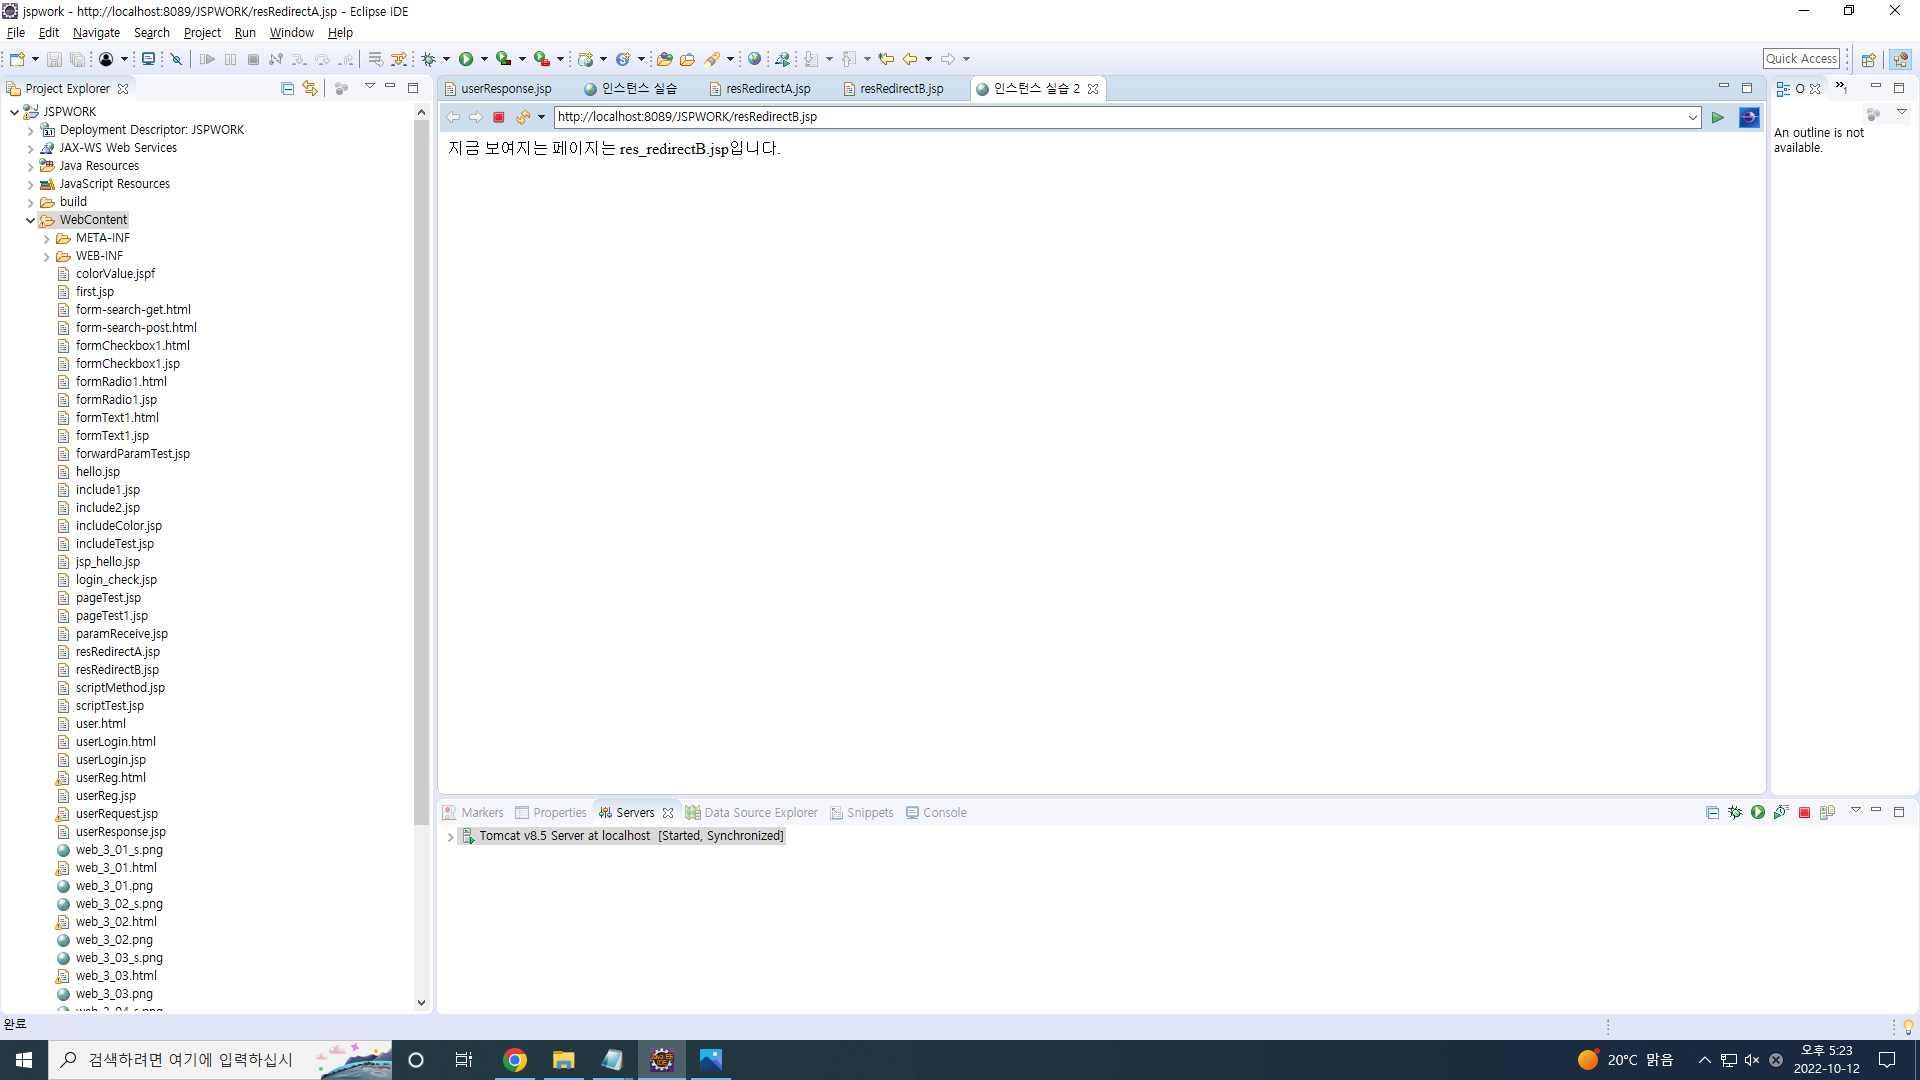 jspwork - http://localhost:8089/JSPWORK/resRedirectA.jsp - Eclipse IDE
File Edit Navigate Search Project Run Window Help
Quick Access
Project Explorer
userResponse.jsp 인스턴스 실습 resRedirectA.jsp resRedirectB.jsp 인스턴스 실습 2
O
1
http://localhost:8089/JSPWORK/resRedirectB.jsp
지금 보여지는 페이지는 res_redirectB.jsp입니다.
An outline is not
available.
JSPWORK
Deployment Descriptor: JSPWORK
JAX-WS Web Services
Java Resources
JavaScript Resources
build
WebContent
META-INF
WEB-INF
colorValue.jspf
first.jsp
form-search-get.html
form-search-post.html
formCheckbox1.html
formCheckbox1.jsp
formRadio1.html
formRadio1.jsp
formText1.html
formText1.jsp
forwardParamTest.jsp
hello.jsp
include1.jsp
include2.jsp
includeColor.jsp
includeTest.jsp
jsp_hello.jsp
login_check.jsp
pageTest.jsp
pageTest1.jsp
paramReceive.jsp
resRedirectA.jsp
resRedirectB.jsp
scriptMethod.jsp
scriptTest.jsp
user.html
userLogin.html
userLogin.jsp
userReg.html
userReg.jsp
userRequest.jsp
userResponse.jsp
web_3_01_s.png
web_3_01.html
web_3_01.png
web_3_02_s.png
web_3_02.html
web_3_02.png
web_3_03_s.png
web_3_03.html
web_3_03.png
web_3_04_s.png
Markers Properties Servers Data Source Explorer Snippets Console
Tomcat v8.5 Server at localhost [Started, Synchronized]
완료
검색하려면 여기에 입력하십시
20°C 맑음
오후 5:23
2022-10-12